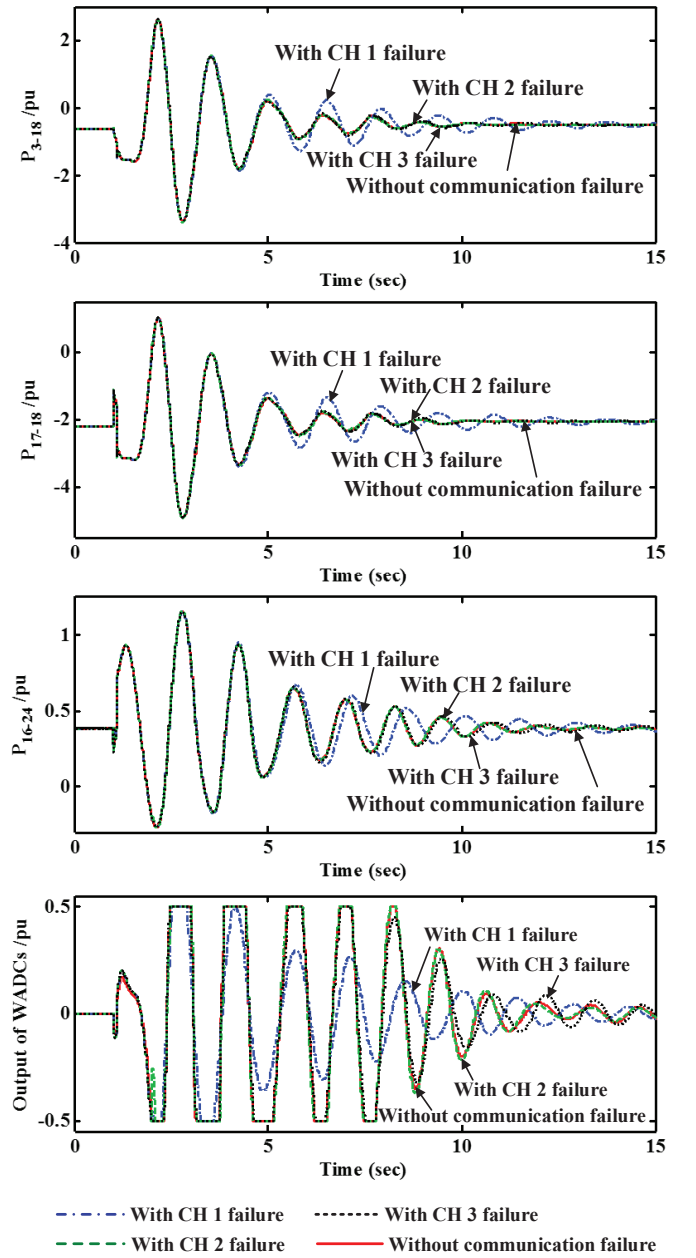 2
0
-2
-4
P3-18 /pu
With CH 1 failure
With CH 2 failure
With CH 3 failure
Without communication failure
0 5 10 15
Time (sec)
0
-2
-4
P17-18 /pu
With CH 1 failure
With CH 2 failure
With CH 3 failure
Without communication failure
0 5 10 15
Time (sec)
1
0.5
0
P16-24 /pu
With CH 1 failure
With CH 2 failure
With CH 3 failure
Without communication failure
0 5 10 15
Time (sec)
0.5
0
-0.5
Output of WADCs /pu
With CH 1 failure
With CH 3 failure
With CH 2 failure
Without communication failure
0 5 10 15
Time (sec)
With CH 1 failure With CH 3 failure
With CH 2 failure Without communication failure